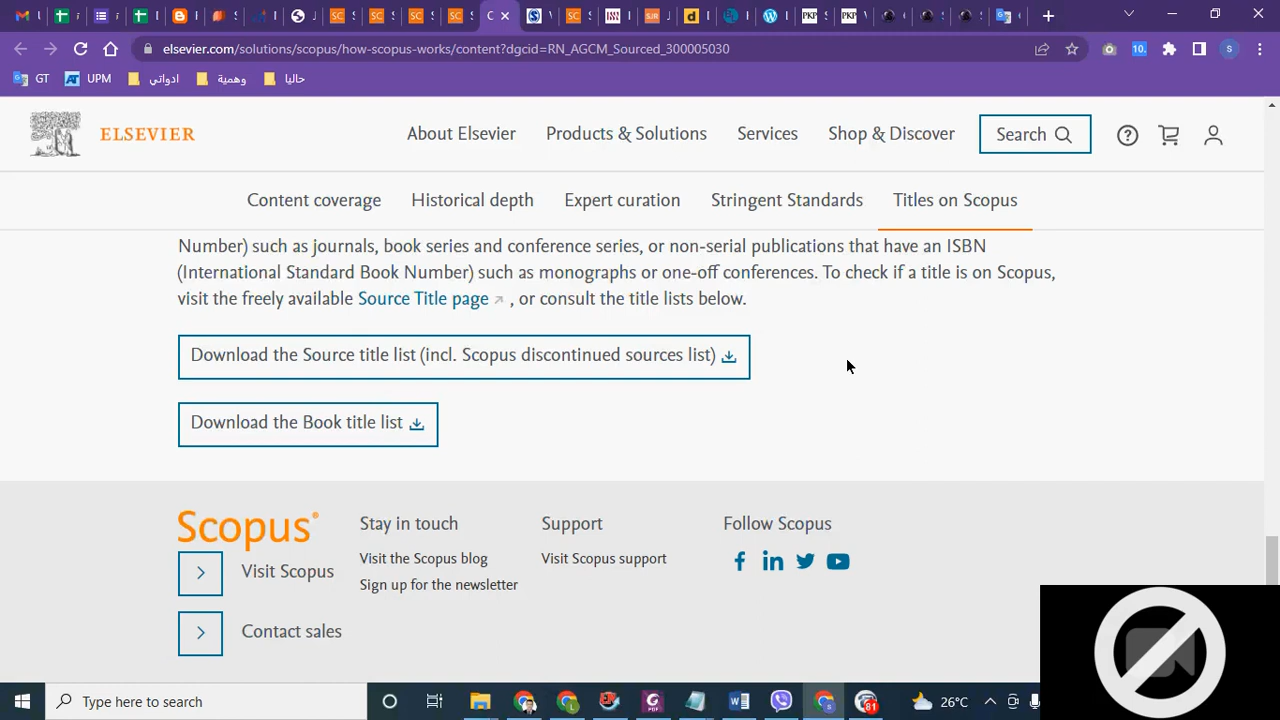 elsevier.com/solutions/scopus/how-scopus-works/content?dgcid=RN_AGCM_Sourced_300005030
GT
UPM
ادواتي
وهمية
حاليا
ELSEVIER
About Elsevier
Products & Solutions
Services
Shop & Discover
Search
Content coverage
Historical depth
Expert curation
Stringent Standards
Titles on Scopus
Number) such as journals, book series and conference series, or non-serial publications that have an ISBN
(International Standard Book Number) such as monographs or one-off conferences. To check if a title is on Scopus,
visit the freely available Source Title page , or consult the title lists below.
Download the Source title list (incl. Scopus discontinued sources list)
Download the Book title list
Scopus®
Stay in touch
Support
Follow Scopus
Visit the Scopus blog
Visit Scopus support
Visit Scopus
Sign up for the newsletter
Contact sales
Type here to search
26°C